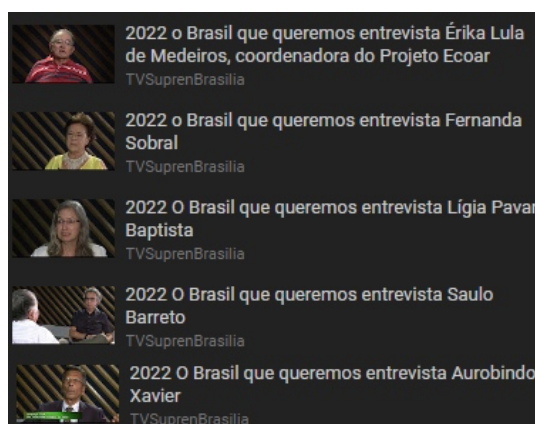 2022 o Brasil que queremos entrevista Érika Lula
de Medeiros, coordenadora do Projeto Ecoar
TVSuprenBrasilia
2022 o Brasil que queremos entrevista Fernanda
Sobral
TVSuprenBrasilia
2022 O Brasil que queremos entrevista Lígia Pavar
Baptista
TVSuprenBrasilia
2022 O Brasil que queremos entrevista Saulo
Barreto
TVSuprenBrasilia
2022 O Brasil que queremos entrevista Aurobindo
Xavier
TVSuprenBrasilia